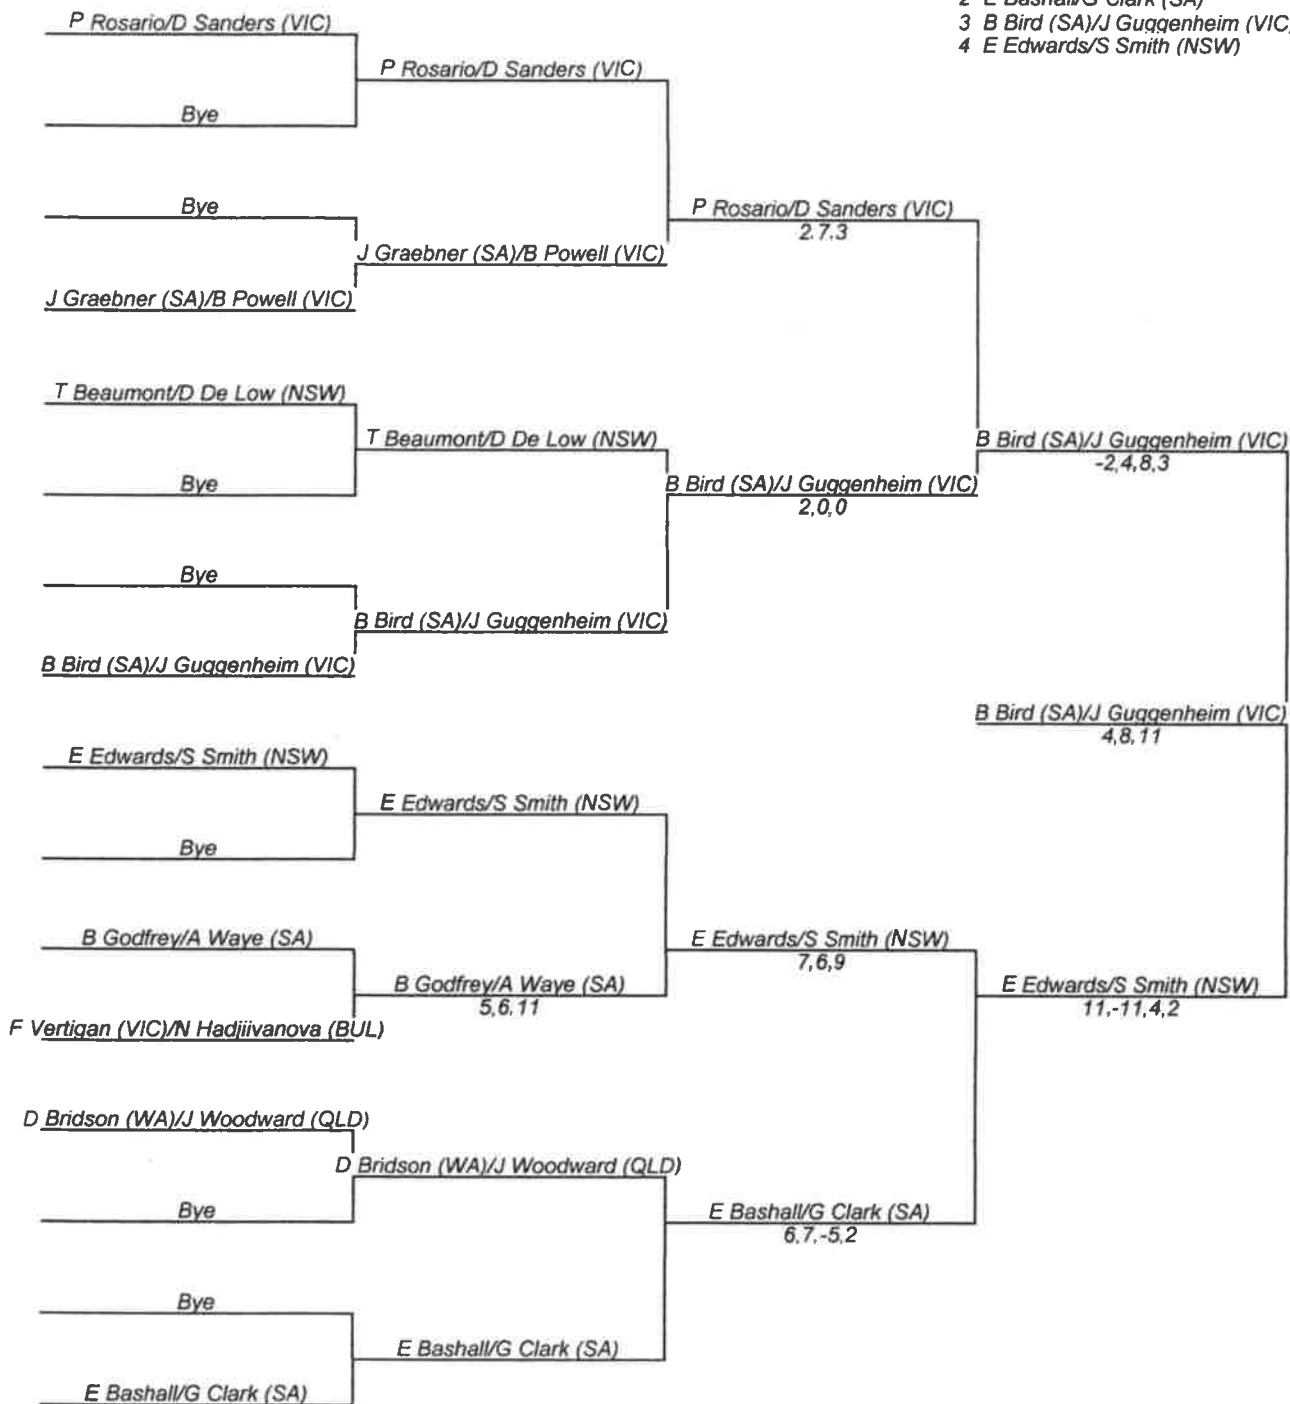 2 E Bashall/G Clark (SA)
3 B Bird (SA)/J Guggenheim (VIC)
4 E Edwards/S Smith (NSW)
P Rosario/D Sanders (VIC)
P Rosario/D Sanders (VIC)
Bye
Bye
P Rosario/D Sanders (VIC)
2,7,3
J Graebner (SA)/B Powell (VIC)
J Graebner (SA)/B Powell (VIC)
T Beaumont/D De Low (NSW)
T Beaumont/D De Low (NSW)
B Bird (SA)/J Guggenheim (VIC)
-2,4,8,3
Bye
B Bird (SA)/J Guggenheim (VIC)
2,0,0
Bye
B Bird (SA)/J Guggenheim (VIC)
B Bird (SA)/J Guggenheim (VIC)
B Bird (SA)/J Guggenheim (VIC)
4,8,11
E Edwards/S Smith (NSW)
E Edwards/S Smith (NSW)
Bye
B Godfrey/A Waye (SA)
E Edwards/S Smith (NSW)
7,6,9
B Godfrey/A Waye (SA)
5,6,11
E Edwards/S Smith (NSW)
11,-11,4,2
F Vertigan (VIC)/N Hadjiivanova (BUL)
D Bridson (WA)/J Woodward (QLD)
D Bridson (WA)/J Woodward (QLD)
Bye
E Bashall/G Clark (SA)
6,7,-5,2
Bye
E Bashall/G Clark (SA)
E Bashall/G Clark (SA)